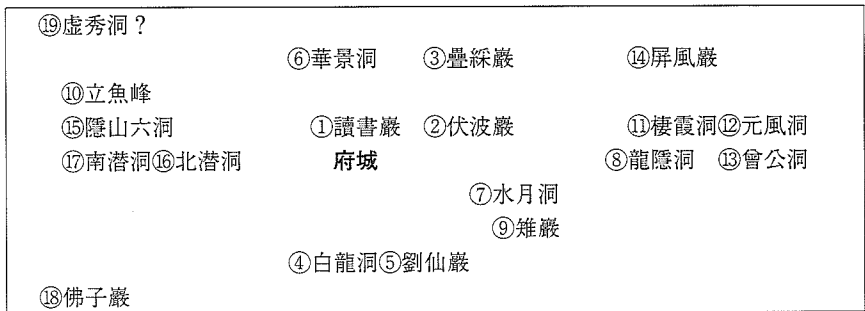 ⑲虚秀洞？
⑥華景洞 ③疊綵巖 ⑭屏風巖
⑩立魚峰
⑮隱山六洞 ①讀書巖 ②伏波巖 ⑪棲霞洞⑫元風洞
⑰南潜洞⑯北潜洞 府城 ⑧龍隱洞 ⑬曾公洞
⑦水月洞
⑨雉巖
④白龍洞⑤劉仙巖
⑱佛子巖